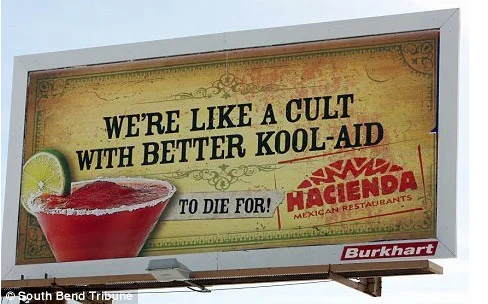 WE'RE LIKE A CULT
WITH BETTER KOOL-AID
TO DIE FOR!
HACIENDA
MEXICAN RESTAURANTS
Burkhart
© South Bend Tribune